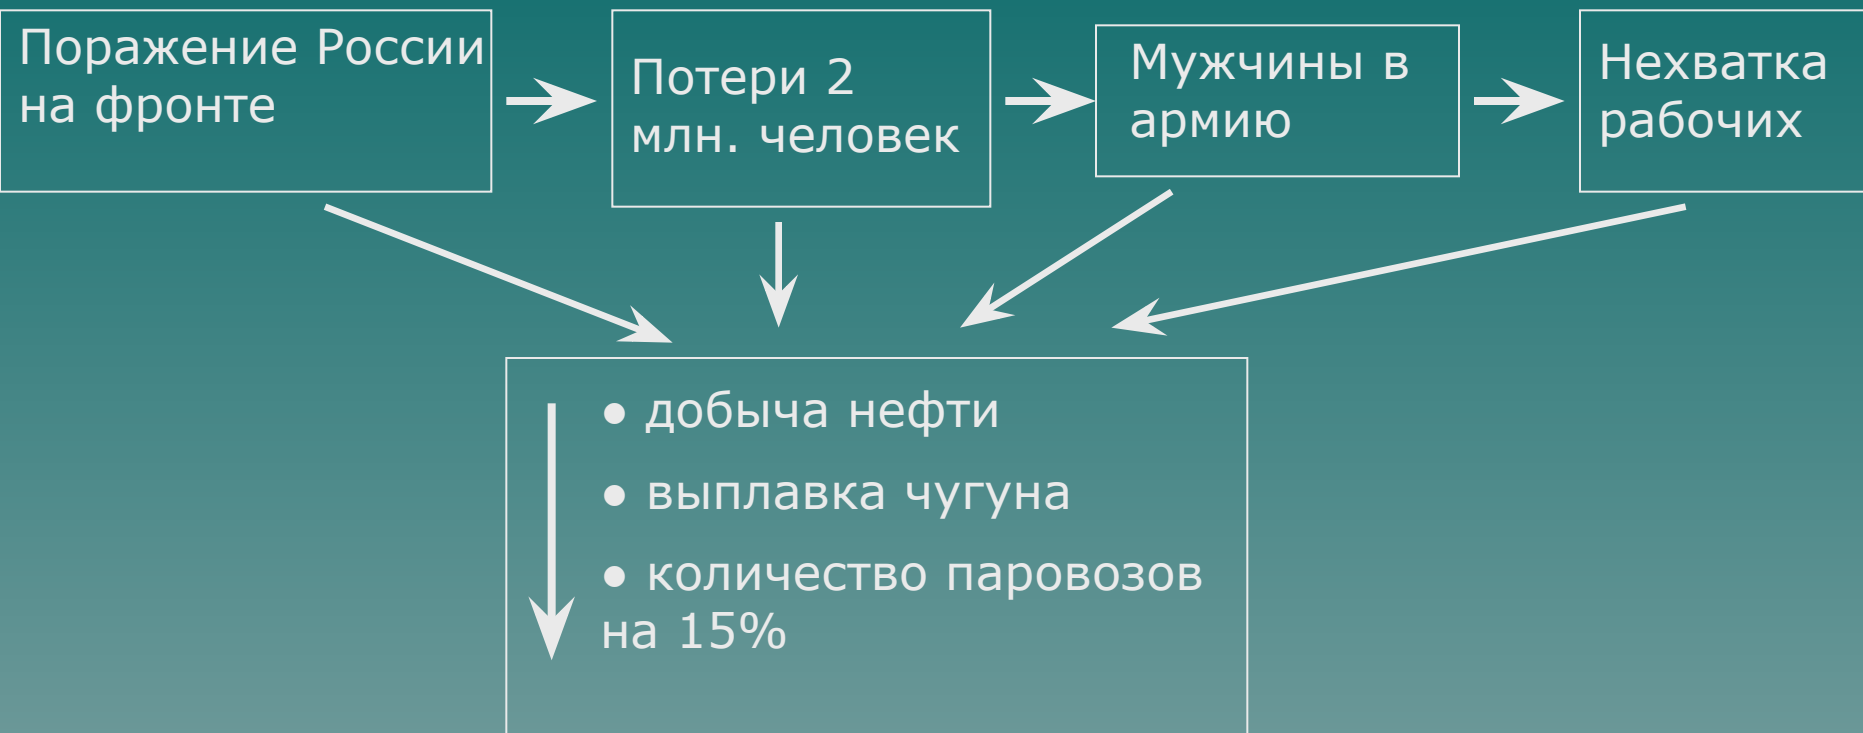 Поражение России
на фронте
Потери 2
млн. человек
Мужчины в
армию
Нехватка
рабочих
● добыча нефти
● выплавка чугуна
● количество паровозов
на 15%